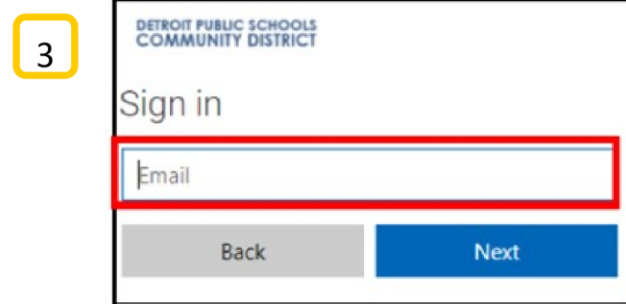 3
DETROIT PUBLIC SCHOOLS
COMMUNITY DISTRICT
Sign in
Email
Back Next